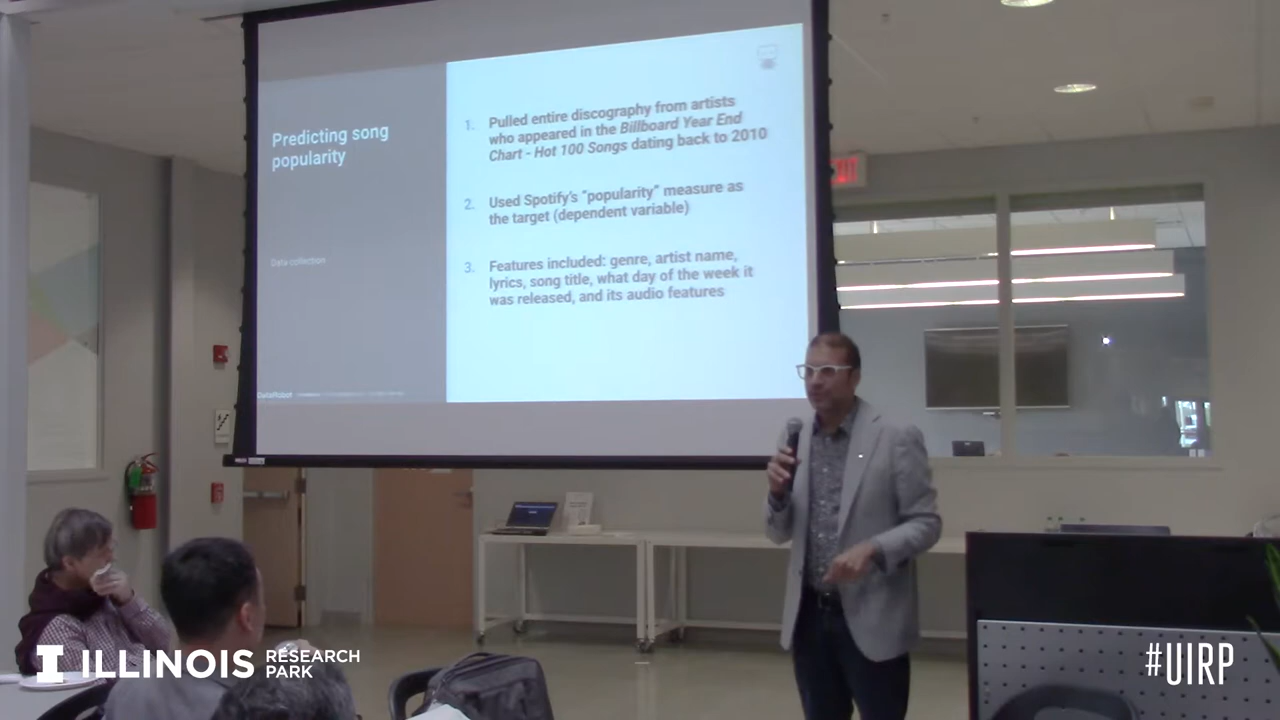 Predicting song
popularity
Data collection
DataRobot
1. Pulled entire discography from artists
who appeared in the Billboard Year End
Chart - Hot 100 Songs dating back to 2010
2. Used Spotify's "popularity" measure as
the target (dependent variable)
3. Features included: genre, artist name,
lyrics, song title, what day of the week it
was released, and its audio features
EXIT
I ILLINOIS RESEARCH
PARK
#UIRP